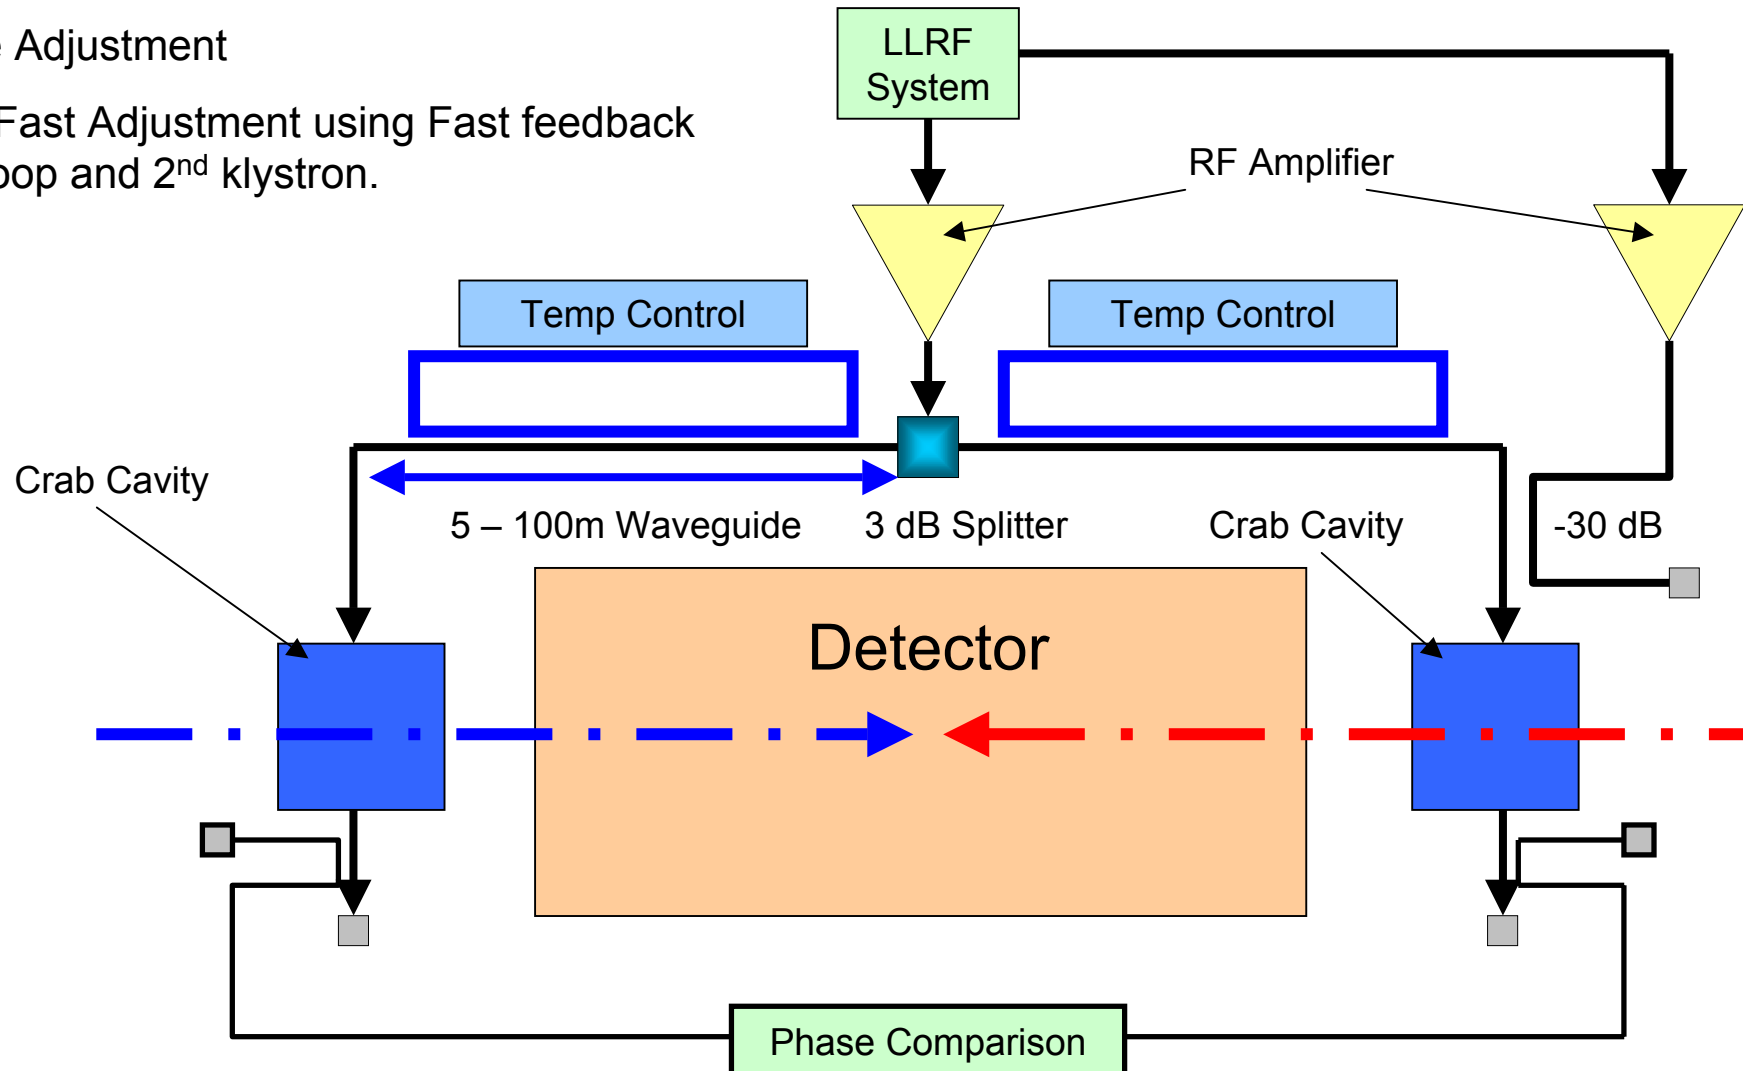 Adjustment
Fast Adjustment using Fast feedback
and 2nd klystron.
LLRF
System
RF Amplifier
Temp Control
Temp Control
Crab Cavity
5 – 100m Waveguide
3 dB Splitter
Crab Cavity
-30 dB
Detector
Phase Comparison